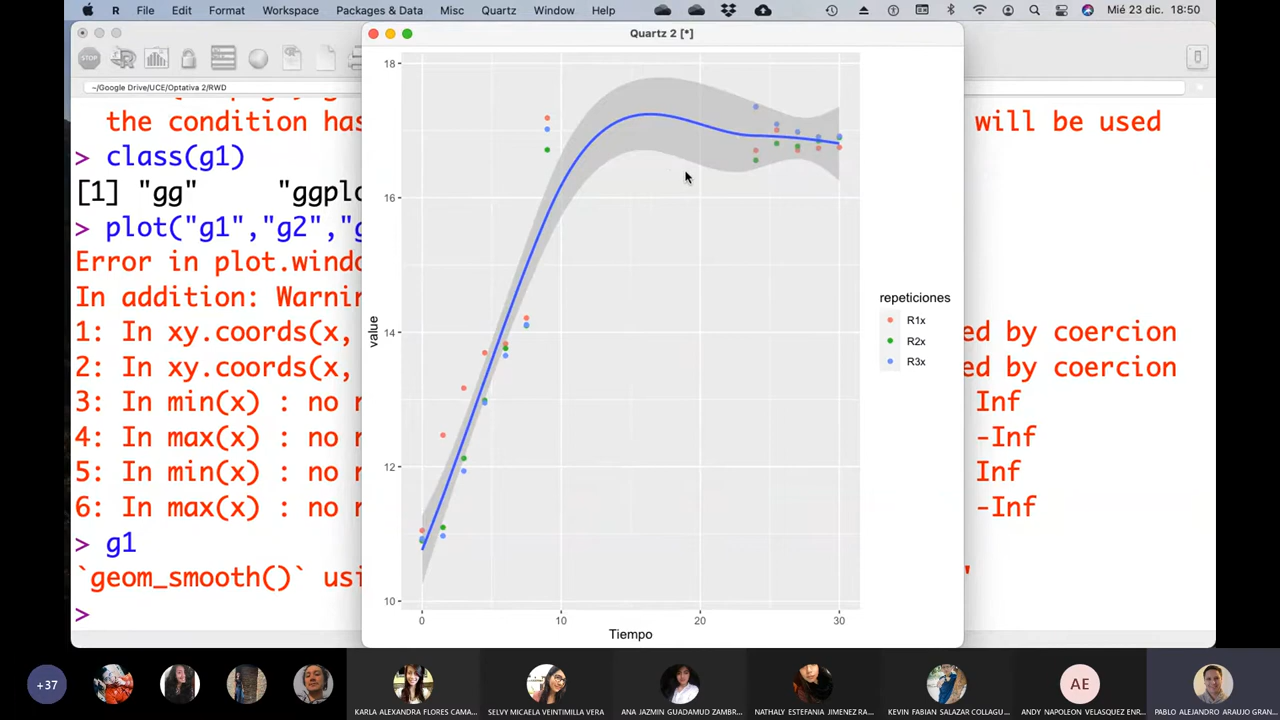 R File Edit Format Workspace Packages & Data Misc Quartz Window Help Mié 23 dic. 18:50
Quartz 2 [*]
STOP
~/Google Drive/UCE/Optativa 2/RWD
the condition has will be used
> class(g1)
[1] "gg" "ggplo
> plot("g1","g2","g
Error in plot.windo
In addition: Warnin
1: In xy.coords(x, ed by coercion
2: In xy.coords(x, ed by coercion
3: In min(x) : no Inf
4: In max(x) : no -Inf
5: In min(x) : no Inf
6: In max(x) : no -Inf
> g1
`geom_smooth()` usi '
>
18
16
14
12
10
value
0 10 20 30
Tiempo
repeticiones
R1x
R2x
R3x
+37
KARLA ALEXANDRA FLORES CAMA...
SELVY MICAELA VEINTIMILLA VERA
ANA JAZMIN GUADAMUD ZAMBR...
NATHALY ESTEFANIA JIMENEZ RA...
KEVIN FABIAN SALAZAR COLLAGU...
AE
ANDY NAPOLEON VELASQUEZ ENR...
PABLO ALEJANDRO ARAUJO GRAN...